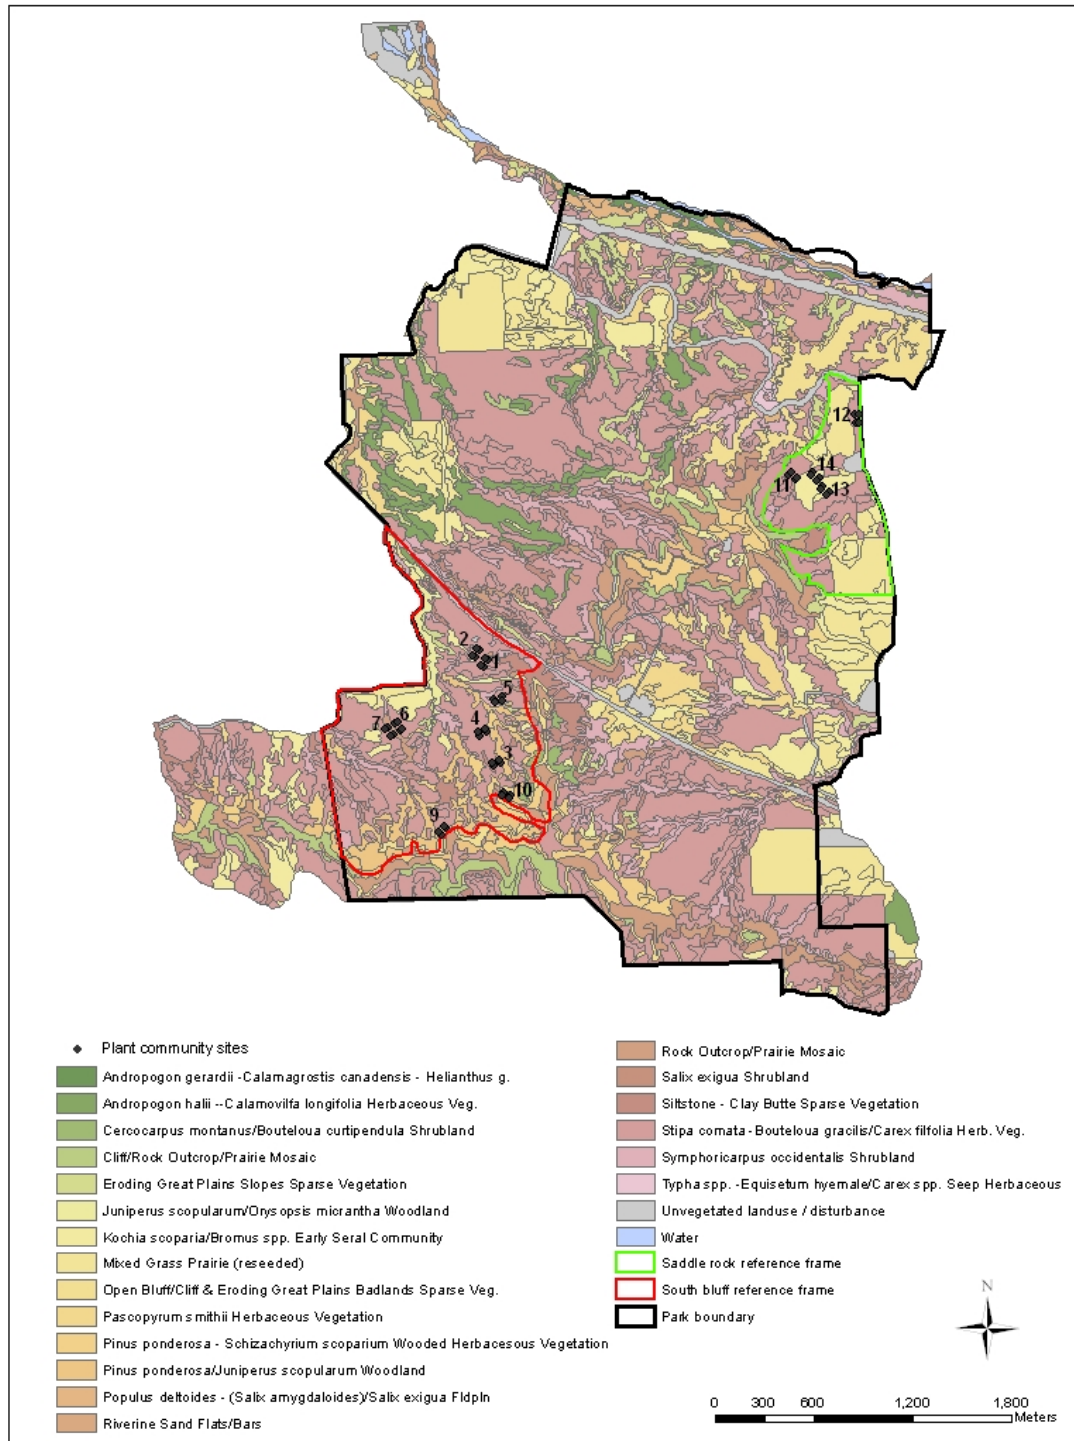 12
14
11
13
2
1
5
6
7
4
3
10
9
Plant community sites
Andropogon gerardii -Calamagrostis canadensis - Helianthus g.
Andropogon halii --Calamovilfa longifolia Herbaceous Veg.
Cercocarpus montanus/Bouteloua curtipendula Shrubland
Cliff/Rock Outcrop/Prairie Mosaic
Eroding Great Plains Slopes Sparse Vegetation
Juniperus scopularum/Orysopsis micrantha Woodland
Kochia scoparia/Bromus spp. Early Seral Community
Mixed Grass Prairie (reseeded)
Open Bluff/Cliff & Eroding Great Plains Badlands Sparse Veg.
Pascopyrum smithii Herbaceous Vegetation
Pinus ponderosa - Schizachyrium scoparium Wooded Herbacesous Vegetation
Pinus ponderosa/Juniperus scopularum Woodland
Populus deltoides - (Salix amygdaloides)/Salix exigua Fldpln
Riverine Sand Flats/Bars
Rock Outcrop/Prairie Mosaic
Salix exigua Shrubland
Siltstone - Clay Butte Sparse Vegetation
Stipa comata - Bouteloua gracilis/Carex filfolia Herb. Veg.
Symphoricarpus occidentalis Shrubland
Typha spp. -Equisetum hyemale/Carex spp. Seep Herbaceous
Unvegetated landuse / disturbance
Water
Saddle rock reference frame
South bluff reference frame
Park boundary
N
0 300 600 1,200 1,800
Meters